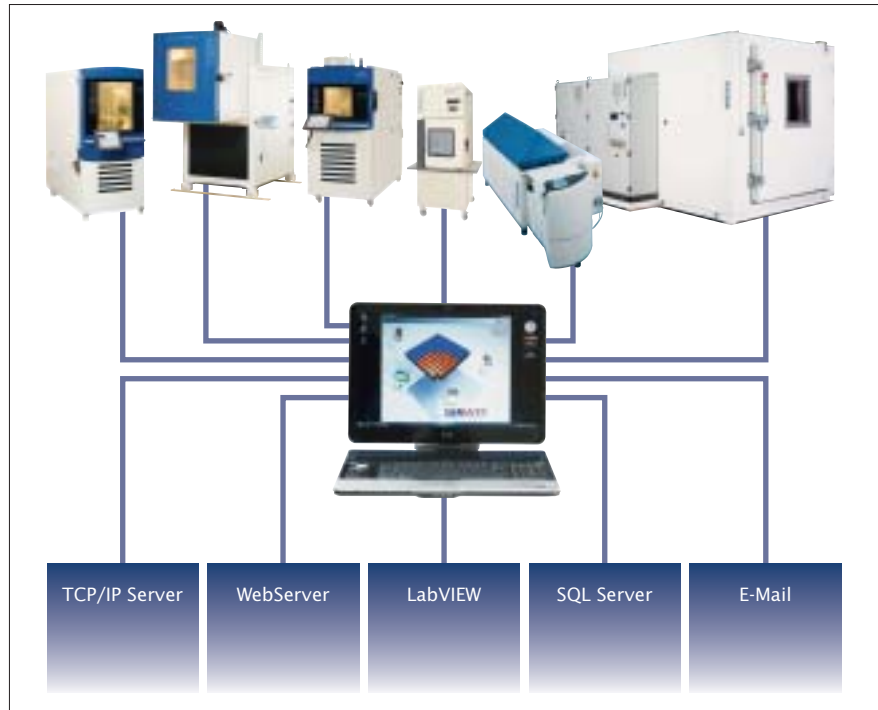 TCP/IP Server
WebServer
LabVIEW
SQL Server
E-Mail